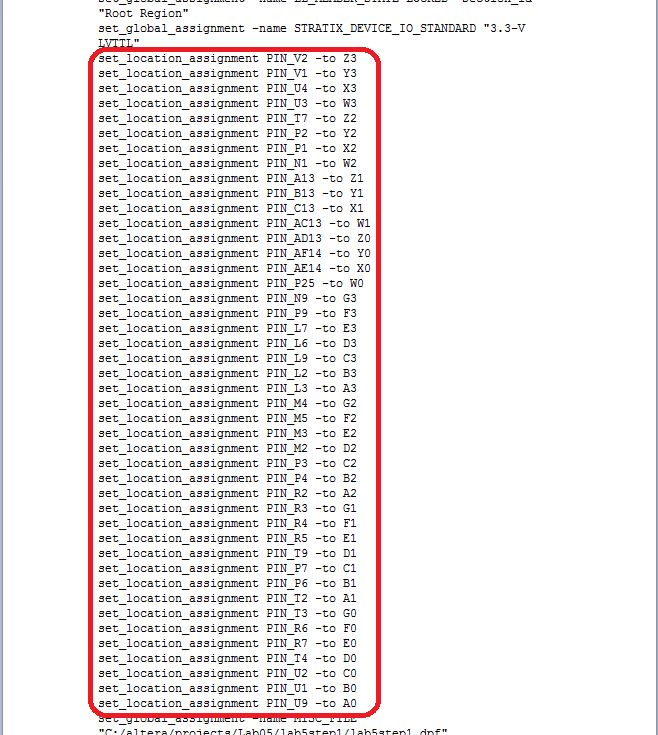 "Root Region"
set_global_assignment -name STRATIX_DEVICE_IO_STANDARD "3.3-V
LVTTL"
set_location_assignment PIN_V2 -to Z3
set_location_assignment PIN_V1 -to Y3
set_location_assignment PIN_U4 -to X3
set_location_assignment PIN_U3 -to W3
set_location_assignment PIN_T7 -to Z2
set_location_assignment PIN_P2 -to Y2
set_location_assignment PIN_P1 -to X2
set_location_assignment PIN_N1 -to W2
set_location_assignment PIN_A13 -to Z1
set_location_assignment PIN_B13 -to Y1
set_location_assignment PIN_C13 -to X1
set_location_assignment PIN_AC13 -to W1
set_location_assignment PIN_AD13 -to Z0
set_location_assignment PIN_AF14 -to Y0
set_location_assignment PIN_AE14 -to X0
set_location_assignment PIN_P25 -to W0
set_location_assignment PIN_N9 -to G3
set_location_assignment PIN_P9 -to F3
set_location_assignment PIN_L7 -to E3
set_location_assignment PIN_L6 -to D3
set_location_assignment PIN_L9 -to C3
set_location_assignment PIN_L2 -to B3
set_location_assignment PIN_L3 -to A3
set_location_assignment PIN_M4 -to G2
set_location_assignment PIN_M5 -to F2
set_location_assignment PIN_M3 -to E2
set_location_assignment PIN_M2 -to D2
set_location_assignment PIN_P3 -to C2
set_location_assignment PIN_P4 -to B2
set_location_assignment PIN_R2 -to A2
set_location_assignment PIN_R3 -to G1
set_location_assignment PIN_R4 -to F1
set_location_assignment PIN_R5 -to E1
set_location_assignment PIN_T9 -to D1
set_location_assignment PIN_P7 -to C1
set_location_assignment PIN_P6 -to B1
set_location_assignment PIN_T2 -to A1
set_location_assignment PIN_T3 -to G0
set_location_assignment PIN_R6 -to F0
set_location_assignment PIN_R7 -to E0
set_location_assignment PIN_T4 -to D0
set_location_assignment PIN_U2 -to C0
set_location_assignment PIN_U1 -to B0
set_location_assignment PIN_U9 -to A0
set_global_assignment -name MISC_FILE
"C:/altera/projects/Lab05/lab5step1/lab5step1.dpf"